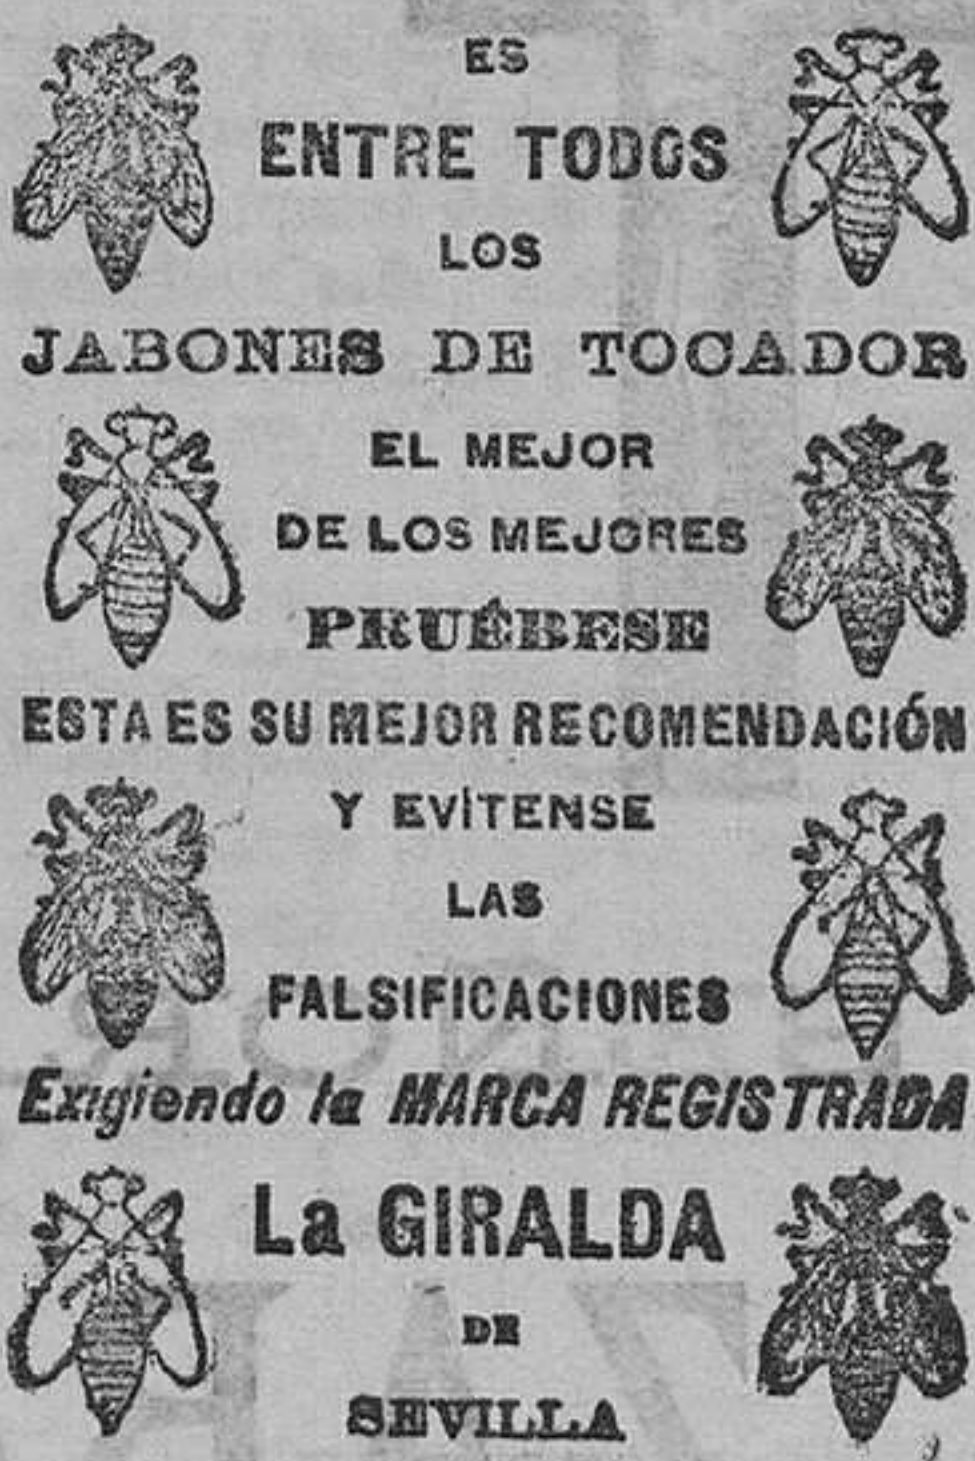 ES
ENTRE TODOS
LOS
JABONES DE TOCADOR
EL MEJOR
DE LOS MEJORES
PRUÉBESE
ESTA ES SU MEJOR RECOMENDACIÓN
Y EVÍTENSE
LAS
FALSIFICACIONES
Exigiendo la MARCA REGISTRADA
La GIRALDA
DE
SEVILLA